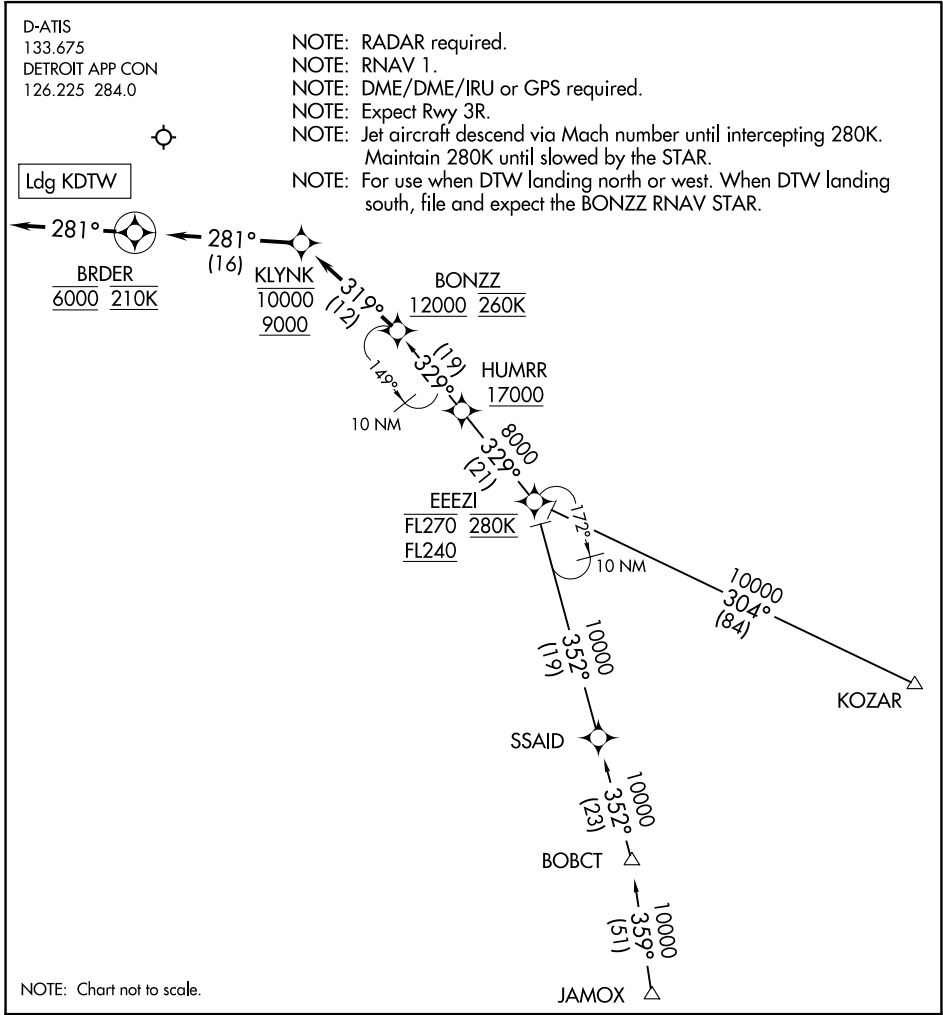 D-ATIS
133.675
DETROIT APP CON
126.225 284.0
NOTE: RADAR required.
NOTE: RNAV 1.
NOTE: DME/DME/IRU or GPS required.
NOTE: Expect Rwy 3R.
NOTE: Jet aircraft descend via Mach number until intercepting 280K.
Maintain 280K until slowed by the STAR.
NOTE: For use when DTW landing north or west. When DTW landing
south, file and expect the BONZZ RNAV STAR.
Ldg KDTW
281°
BRDER
6000 210K
281°
(16)
KLYNK
10000
9000
319°
(12)
BONZZ
12000 260K
149°
10 NM
(19)
329°
HUMRR
17000
8000
329°
(21)
EEEZI
FL270 280K
FL240
172°
10 NM
10000
304°
(84)
KOZAR
10000
352°
(19)
SSAID
10000
352°
(23)
BOBCT
10000
359°
(51)
JAMOX
NOTE: Chart not to scale.